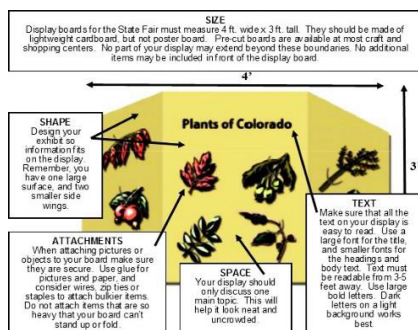 SIZE
Display boards for the State Fair must measure 4 ft. wide x 3 ft. tall. They should be made of
lightweight cardboard, but not poster board. Pre-cut boards are available at most craft and
shopping centers. No part of your display may extend beyond these boundaries. No additional
items may be included in front of the display board.
4'
SHAPE
Design your
exhibit so
information fits
on the display.
Remember, you
have one large
surface, and two
smaller side
wings.
Plants of Colorado
3'
ATTACHMENTS
When attaching pictures or
objects to your board make sure
they are secure. Use glue for
pictures and paper, and
consider wires, zip ties or
staples to attach bulkier items.
Do not attach items that are so
heavy that your board can't
stand up or fold.
SPACE
Your display should
only discuss one
main topic. This will
help it look neat and
uncrowded.
TEXT
Make sure that all the
text on your display is
easy to read. Use a
large font for the title,
and smaller fonts for
the headings and
body text. Text must
be readable from 3-5
feet away. Use large
bold letters. Dark
letters on a light
background works
best.